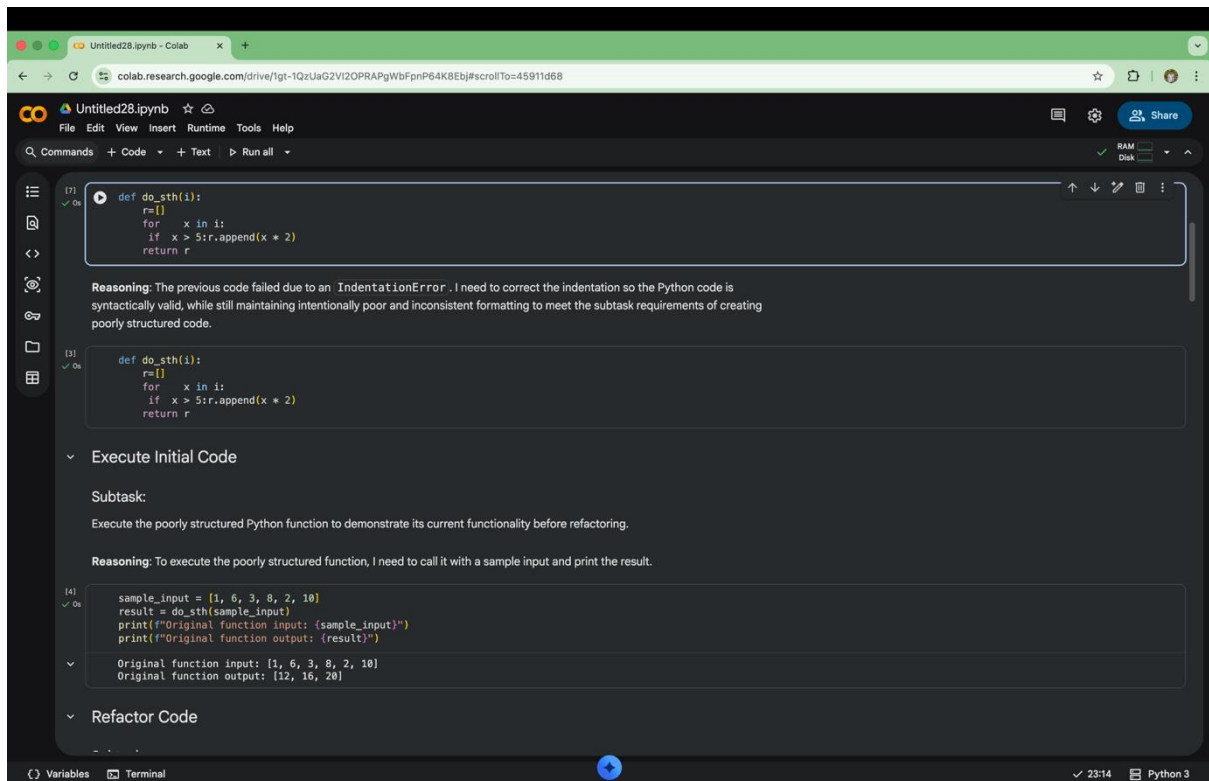 Untitled28.ipynb - Colab
colab.research.google.com/drive/1gt-1QzUaG2VI2OPRAPgWbFpnP64K8Ebj#scrollTo=45911d68
CO
Untitled28.ipynb
File Edit View Insert Runtime Tools Help
Share
Commands + Code + Text Run all
RAM
Disk
[7]
0s
def do_sth(i):
    r=[]
    for    x in i:
     if  x > 5:r.append(x * 2)
    return r
Reasoning: The previous code failed due to an IndentationError. I need to correct the indentation so the Python code is
syntactically valid, while still maintaining intentionally poor and inconsistent formatting to meet the subtask requirements of creating
poorly structured code.
[3]
0s
def do_sth(i):
    r=[]
    for    x in i:
     if  x > 5:r.append(x * 2)
    return r
Execute Initial Code
Subtask:
Execute the poorly structured Python function to demonstrate its current functionality before refactoring.
Reasoning: To execute the poorly structured function, I need to call it with a sample input and print the result.
[4]
0s
sample_input = [1, 6, 3, 8, 2, 10]
result = do_sth(sample_input)
print(f"Original function input: {sample_input}")
print(f"Original function output: {result}")
Original function input: [1, 6, 3, 8, 2, 10]
Original function output: [12, 16, 20]
Refactor Code
{} Variables Terminal
23:14 Python 3